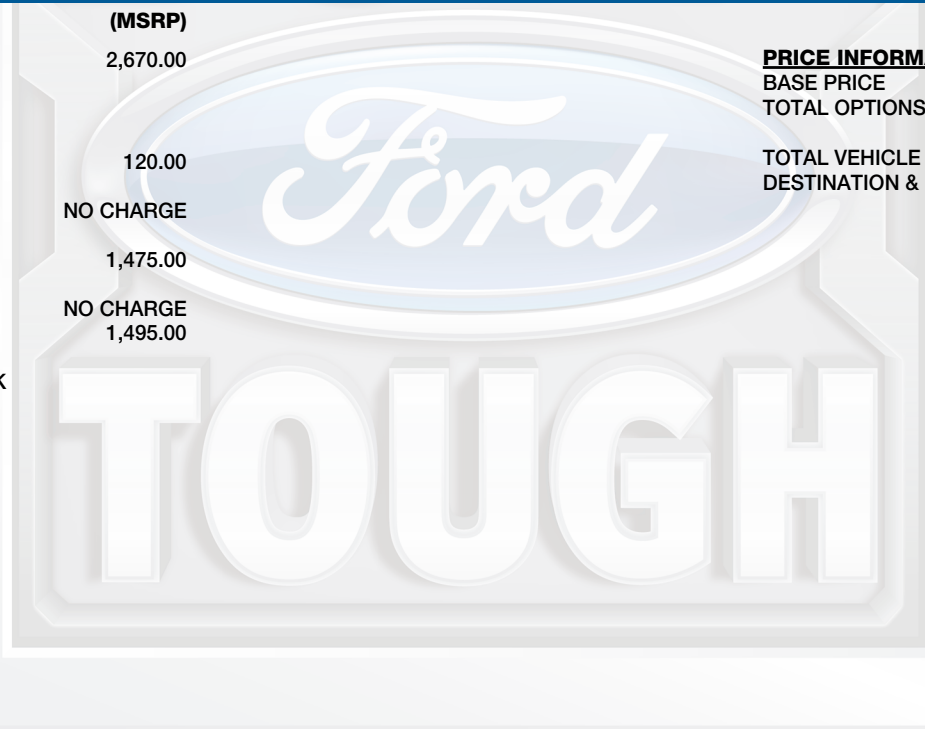 (MSRP)
2,670.00
120.00
NO CHARGE
1,475.00
NO CHARGE
1,495.00
K
PRICE INFORMA
BASE PRICE
TOTAL OPTIONS
TOTAL VEHICLE
DESTINATION &
Ford
TOUGH